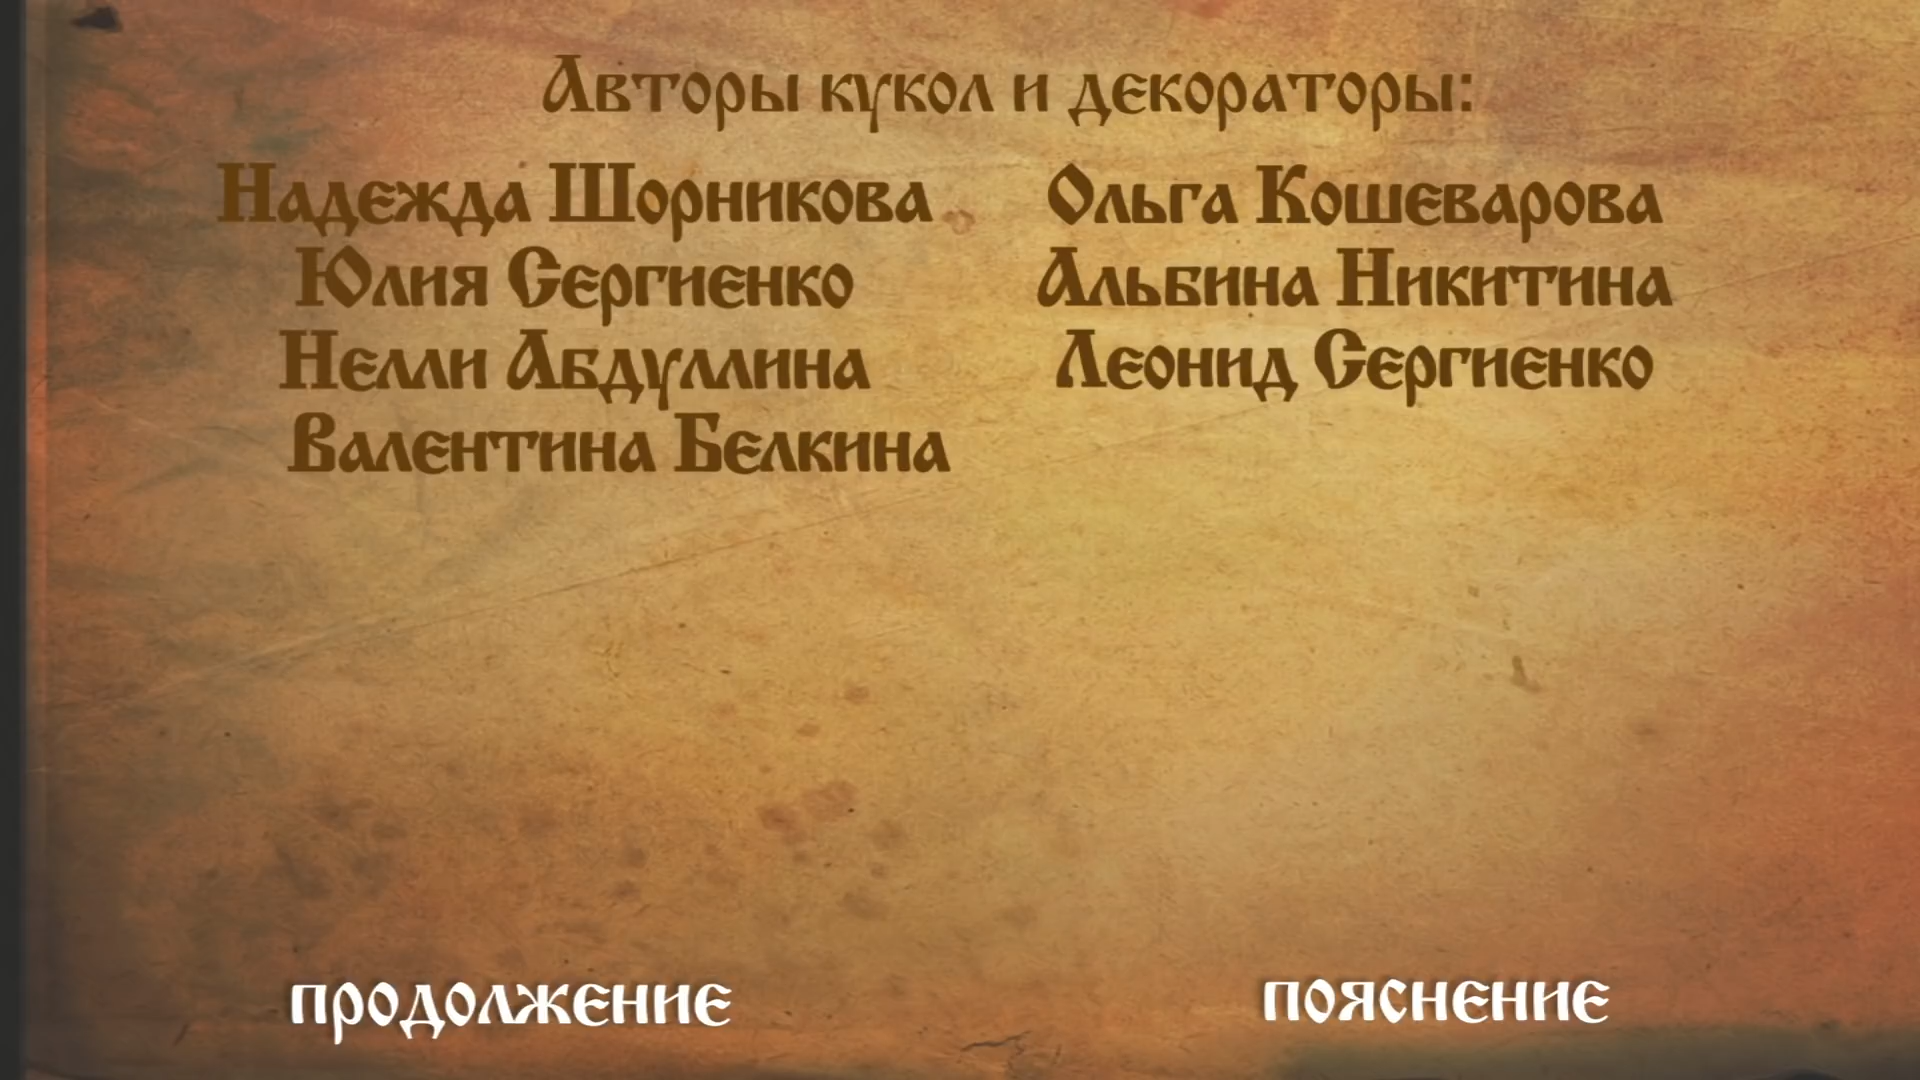 Авторы кукол и декораторы:
Надежда Шорникова
Юлия Сергиенко
Нелли Абдуллина
Валентина Белкина
Ольга Кошеварова
Альбина Никитина
Леонид Сергиенко
продолжение
пояснение